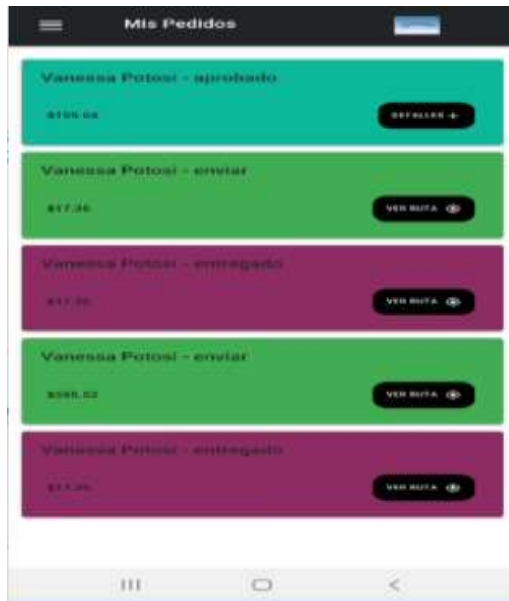 Mis Pedidos
Vanessa Potosi - aprobado
DETALLES +
Vanessa Potosi - enviar
$17.36
VER RUTA
Vanessa Potosi - entregado
VER RUTA
Vanessa Potosi - enviar
VER RUTA
Vanessa Potosi - entregado
VER RUTA